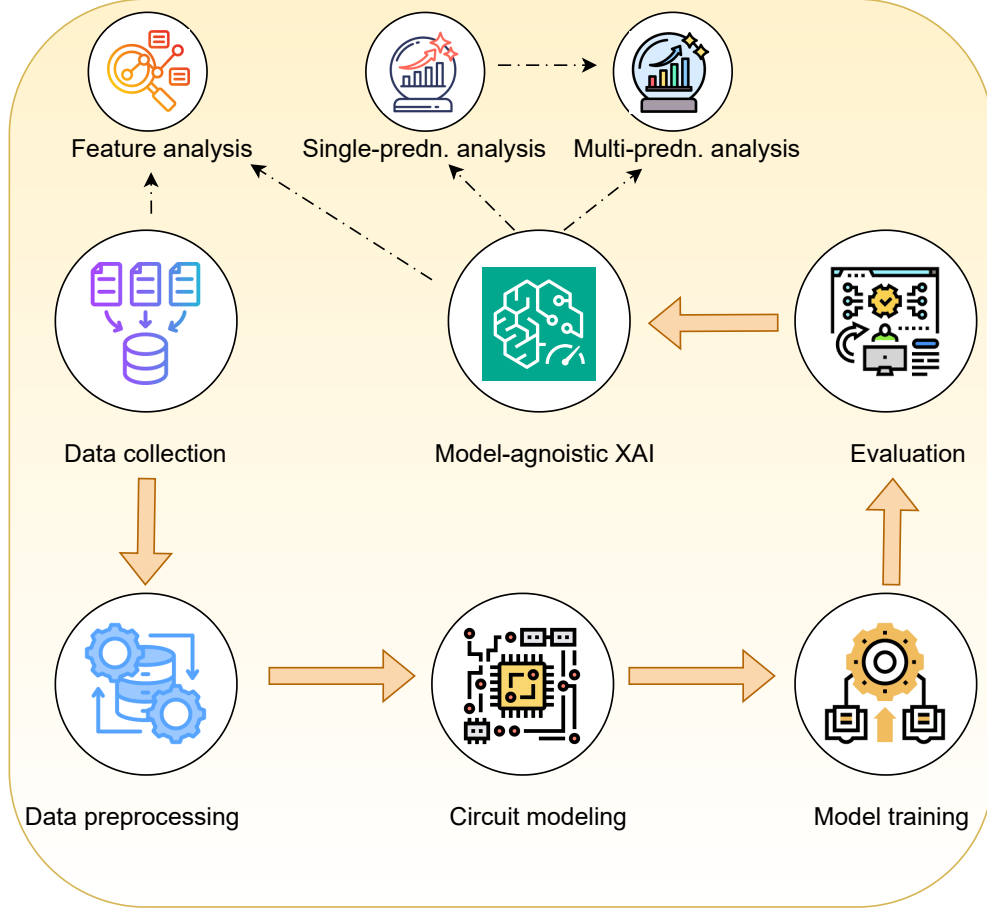 Feature analysis
Single-predn. analysis
Multi-predn. analysis
Data collection
Model-agnoistic XAI
Evaluation
Data preprocessing
Circuit modeling
Model training